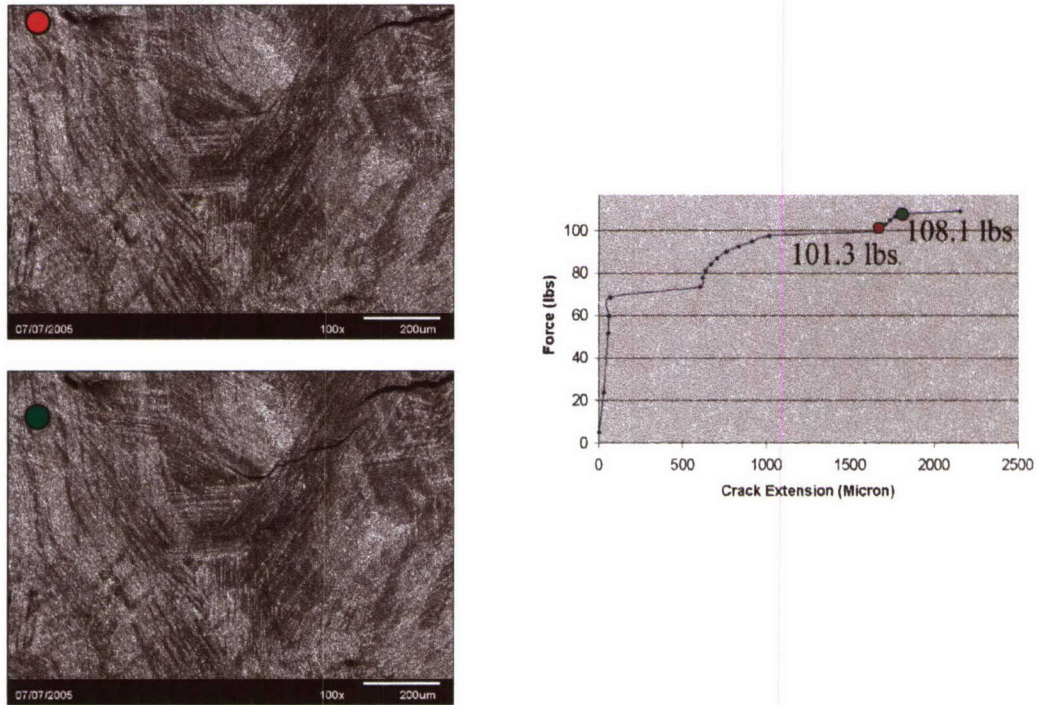 07/07/2005 100x 200um
07/07/2005 100x 200um
Force (lbs)
100
80
60
40
20
0
101.3 lbs
108.1 lbs
0 500 1000 1500 2000 2500
Crack Extension (Micron)